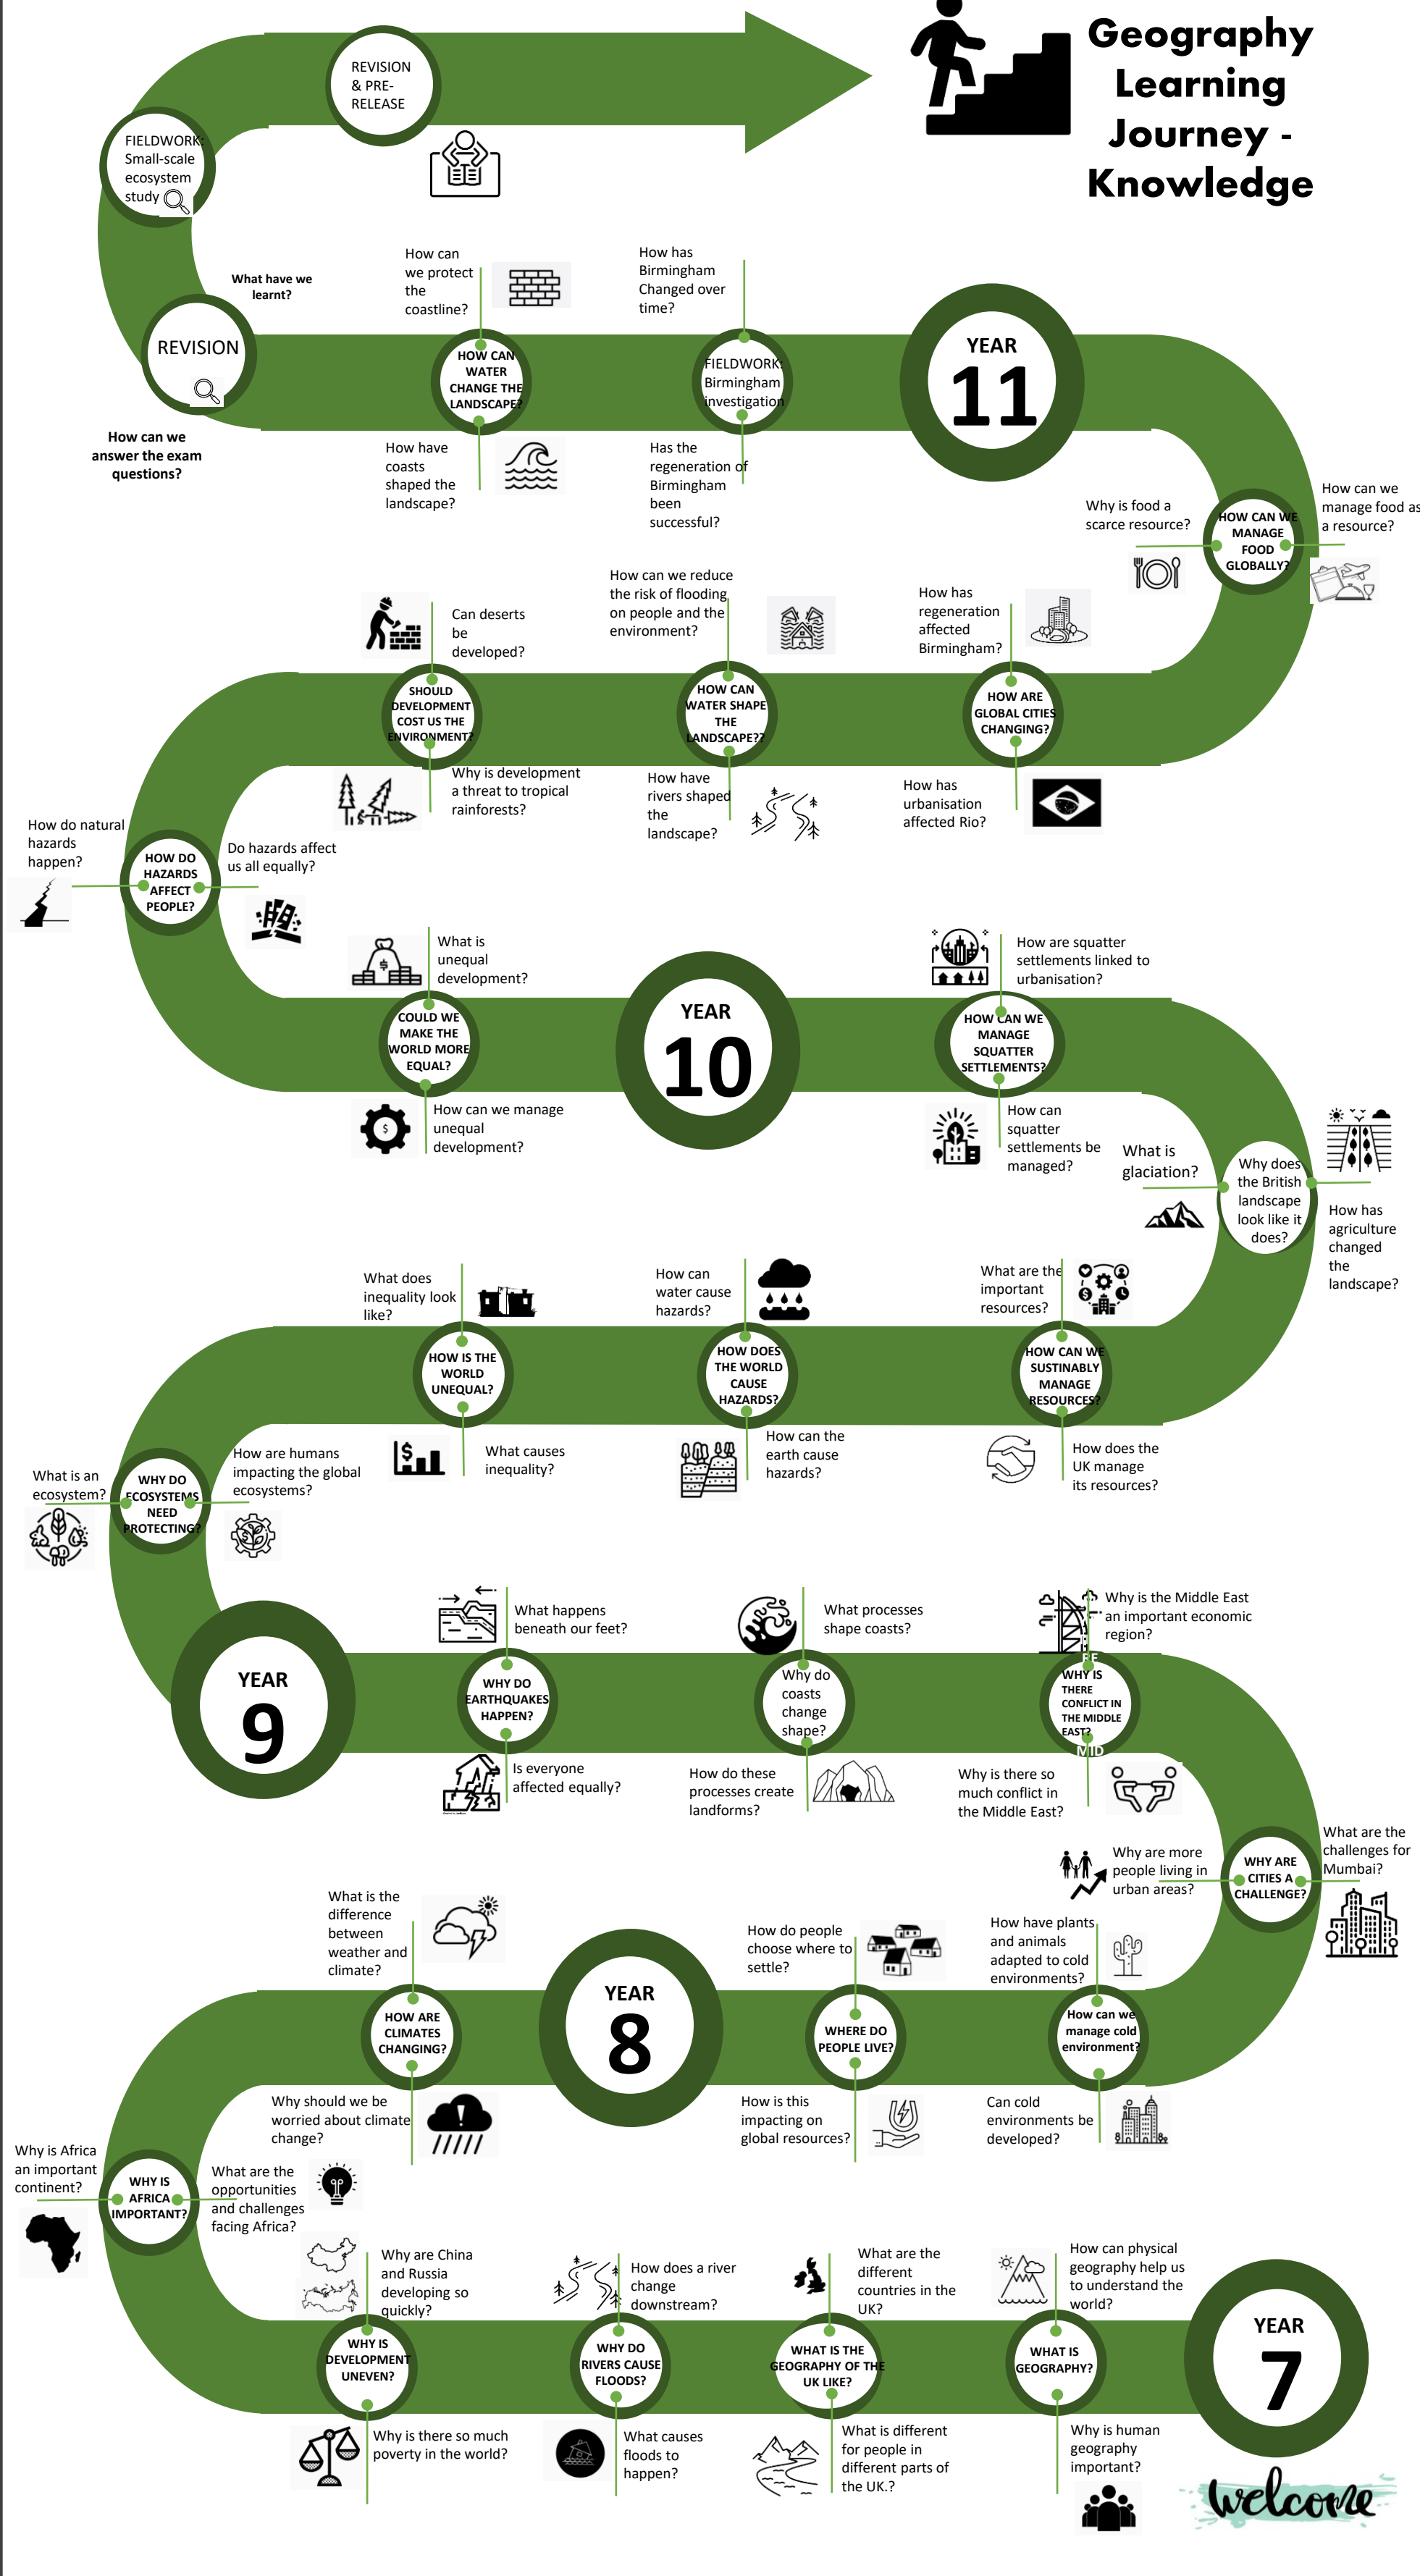 Geography
Learning
Journey -
Knowledge
REVISION
& PRE-
RELEASE
FIELDWORK:
Small-scale
ecosystem
study
What have we
learnt?
REVISION
How can we
answer the exam
questions?
How can
we protect
the
coastline?
HOW CAN
WATER
CHANGE THE
LANDSCAPE?
How have
coasts
shaped the
landscape?
How has
Birmingham
Changed over
time?
FIELDWORK:
Birmingham
investigation
Has the
regeneration of
Birmingham
been
successful?
YEAR
11
Why is food a
scarce resource?
HOW CAN WE
MANAGE
FOOD
GLOBALLY?
How can we
manage food as
a resource?
Can deserts
be
developed?
SHOULD
DEVELOPMENT
COST US THE
ENVIRONMENT?
Why is development
a threat to tropical
rainforests?
How can we reduce
the risk of flooding
on people and the
environment?
HOW CAN
WATER SHAPE
THE
LANDSCAPE??
How have
rivers shaped
the
landscape?
How has
regeneration
affected
Birmingham?
HOW ARE
GLOBAL CITIES
CHANGING?
How has
urbanisation
affected Rio?
How do natural
hazards
happen?
HOW DO
HAZARDS
AFFECT
PEOPLE?
Do hazards affect
us all equally?
What is
unequal
development?
COULD WE
MAKE THE
WORLD MORE
EQUAL?
How can we manage
unequal
development?
YEAR
10
How are squatter
settlements linked to
urbanisation?
HOW CAN WE
MANAGE
SQUATTER
SETTLEMENTS?
How can
squatter
settlements be
managed?
What is
glaciation?
Why does
the British
landscape
look like it
does?
How has
agriculture
changed
the
landscape?
What does
inequality look
like?
HOW IS THE
WORLD
UNEQUAL?
What causes
inequality?
How can
water cause
hazards?
HOW DOES
THE WORLD
CAUSE
HAZARDS?
How can the
earth cause
hazards?
What are the
important
resources?
HOW CAN WE
SUSTINABLY
MANAGE
RESOURCES?
How does the
UK manage
its resources?
What is an
ecosystem?
WHY DO
ECOSYSTEMS
NEED
PROTECTING?
How are humans
impacting the global
ecosystems?
YEAR
9
What happens
beneath our feet?
WHY DO
EARTHQUAKES
HAPPEN?
Is everyone
affected equally?
What processes
shape coasts?
Why do
coasts
change
shape?
How do these
processes create
landforms?
Why is the Middle East
an important economic
region?
WHY IS
THERE
CONFLICT IN
THE MIDDLE
EAST?
MID
Why is there so
much conflict in
the Middle East?
Why are more
people living in
urban areas?
WHY ARE
CITIES A
CHALLENGE?
What are the
challenges for
Mumbai?
What is the
difference
between
weather and
climate?
HOW ARE
CLIMATES
CHANGING?
Why should we be
worried about climate
change?
YEAR
8
How do people
choose where to
settle?
WHERE DO
PEOPLE LIVE?
How is this
impacting on
global resources?
How have plants
and animals
adapted to cold
environments?
How can we
manage cold
environment?
Can cold
environments be
developed?
Why is Africa
an important
continent?
WHY IS
AFRICA
IMPORTANT?
What are the
opportunities
and challenges
facing Africa?
Why are China
and Russia
developing so
quickly?
WHY IS
DEVELOPMENT
UNEVEN?
Why is there so much
poverty in the world?
How does a river
change
downstream?
WHY DO
RIVERS CAUSE
FLOODS?
What causes
floods to
happen?
What are the
different
countries in the
UK?
WHAT IS THE
GEOGRAPHY OF THE
UK LIKE?
What is different
for people in
different parts of
the UK.?
How can physical
geography help us
to understand the
world?
WHAT IS
GEOGRAPHY?
Why is human
geography
important?
YEAR
7
welcome